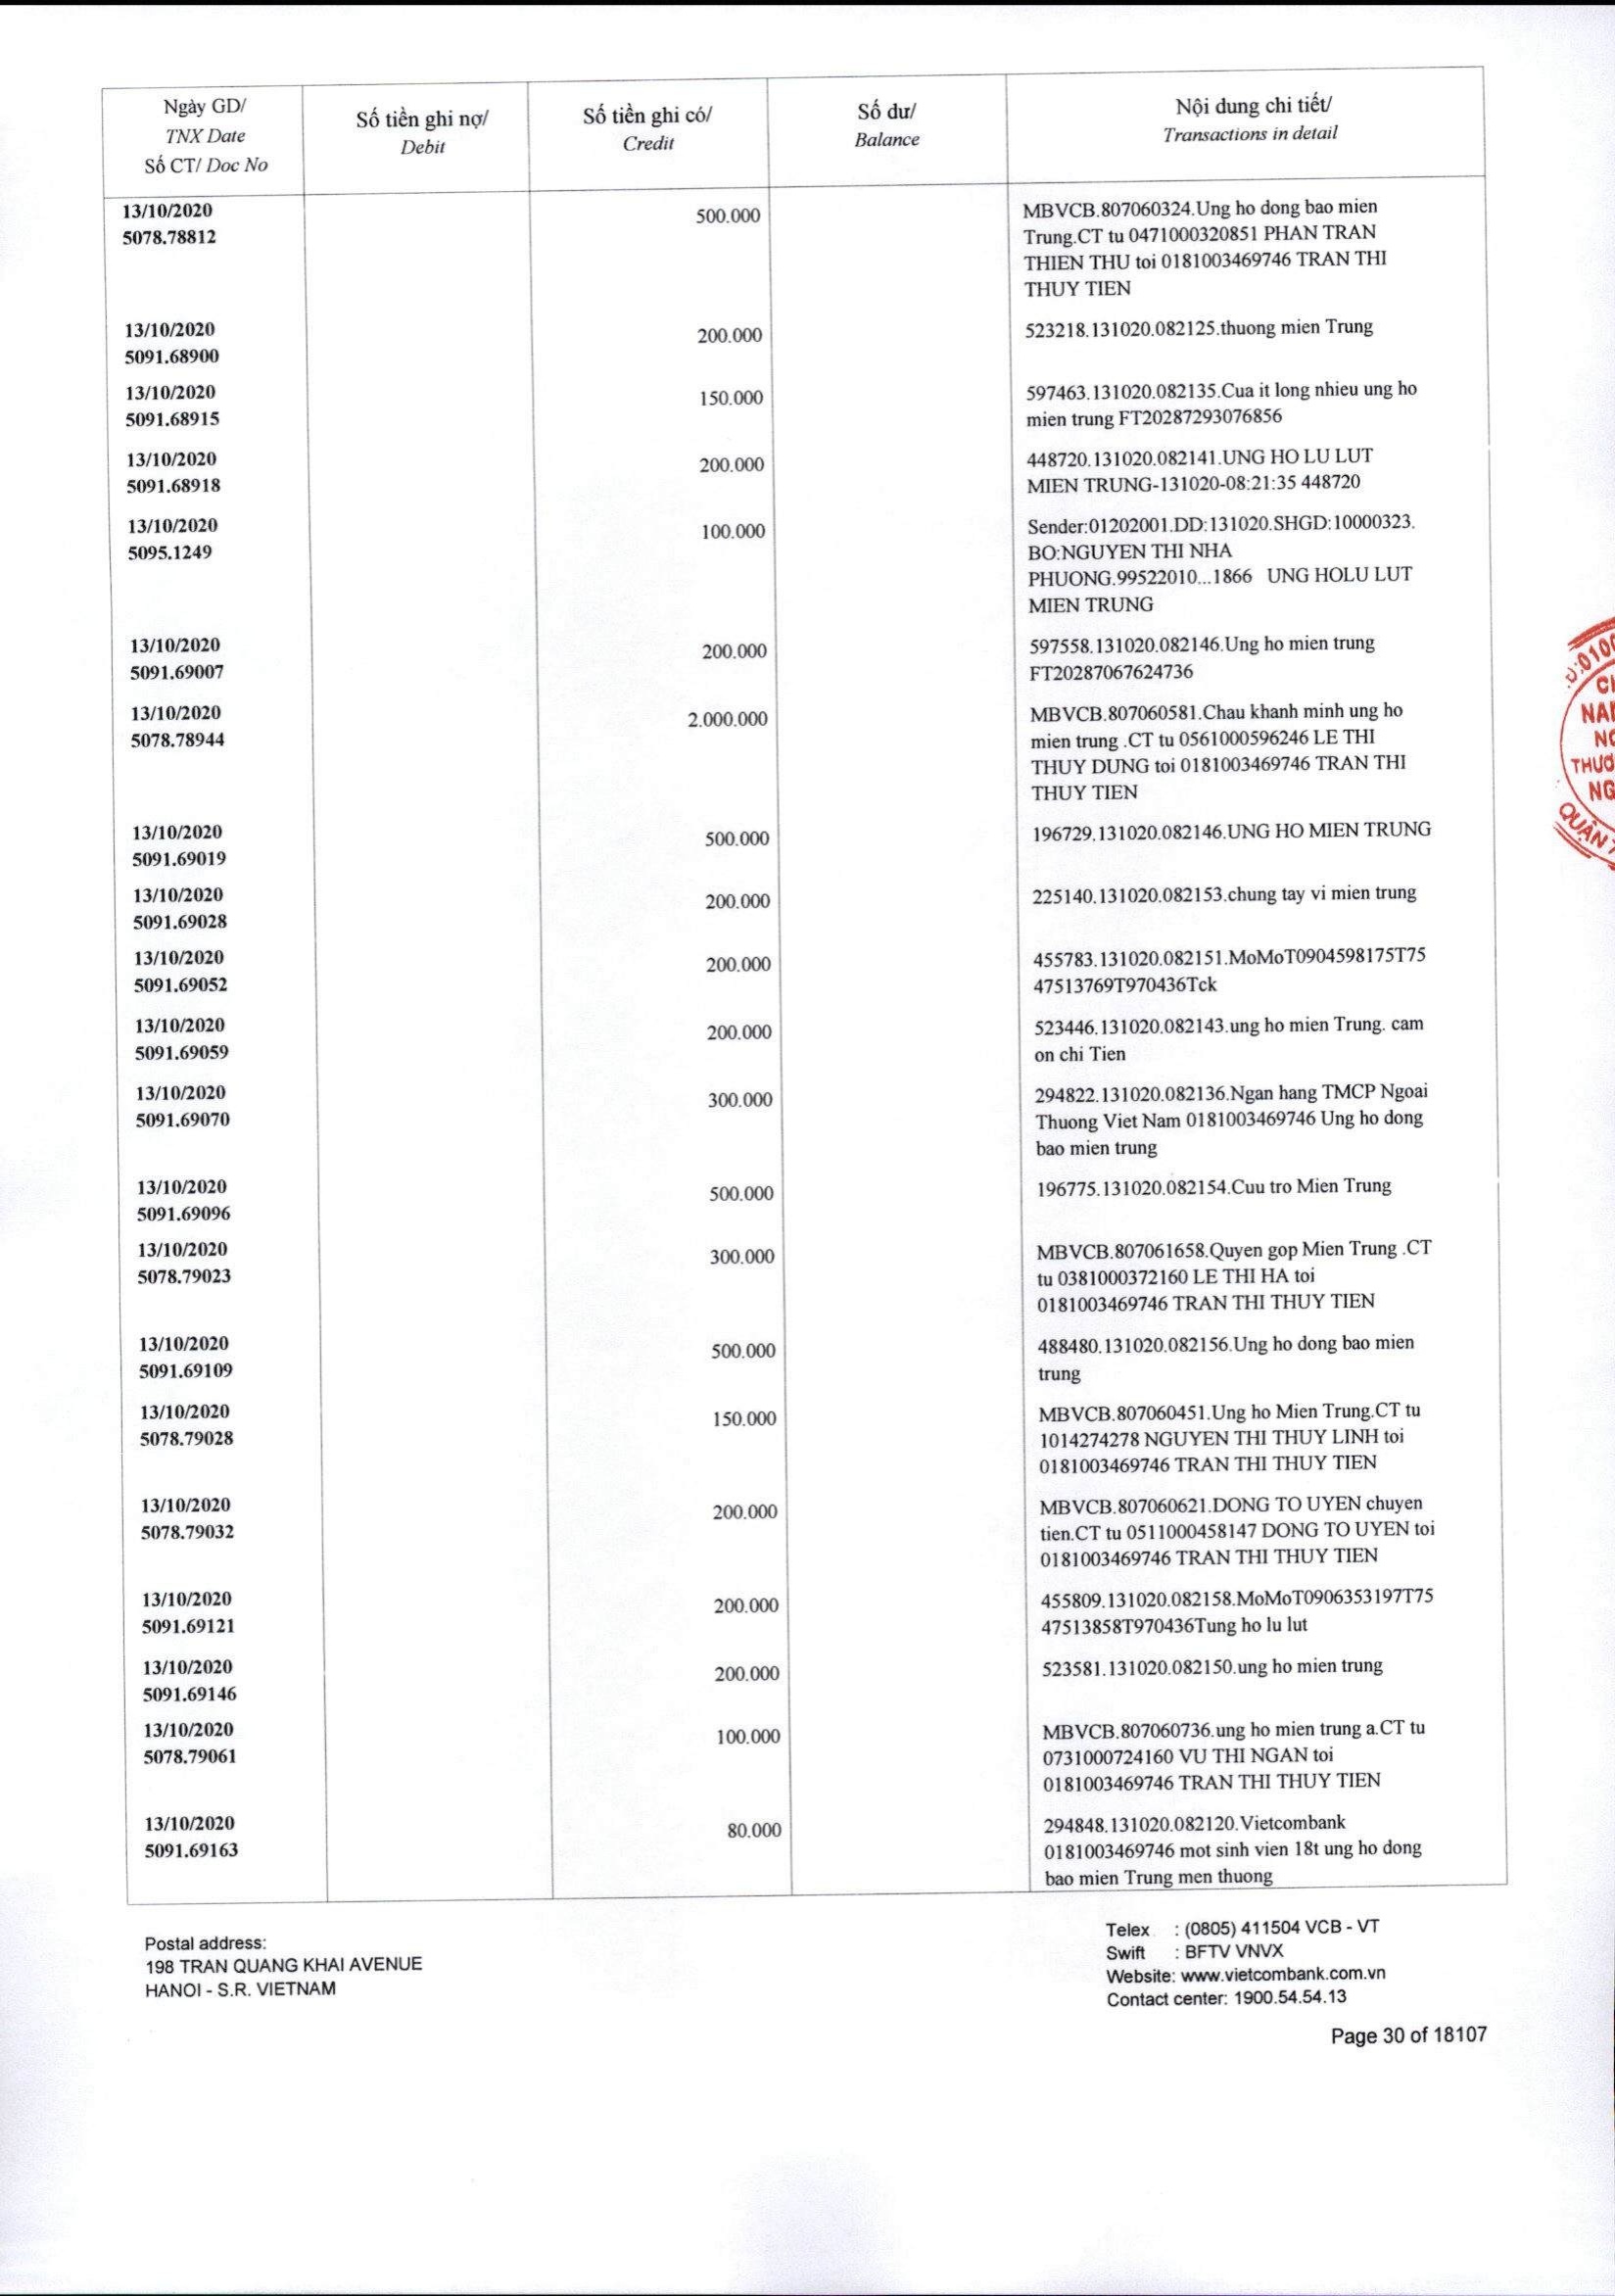 Ngày GD/
TNX Date
Số CT/ Doc No
Số tiền ghi nợ/
Debit
Số tiền ghi có/
Credit
Số dư/
Balance
Nội dung chi tiết/
Transactions in detail
13/10/2020
5078.78812
500.000
MBVCB.807060324.Ung ho dong bao mien
Trung.CT tu 0471000320851 PHAN TRAN
THIEN THU toi 0181003469746 TRAN THI
THUY TIEN
13/10/2020
5091.68900
200.000
523218.131020.082125.thuong mien Trung
13/10/2020
5091.68915
150.000
597463.131020.082135.Cua it long nhieu ung ho
mien trung FT20287293076856
13/10/2020
5091.68918
200.000
448720.131020.082141.UNG HO LU LUT
MIEN TRUNG-131020-08:21:35 448720
13/10/2020
5095.1249
100.000
Sender:01202001.DD:131020.SHGD:10000323.
BO:NGUYEN THI NHA
PHUONG.99522010...1866 UNG HOLU LUT
MIEN TRUNG
13/10/2020
5091.69007
200.000
597558.131020.082146.Ung ho mien trung
FT20287067624736
13/10/2020
5078.78944
2.000.000
MBVCB.807060581.Chau khanh minh ung ho
mien trung .CT tu 0561000596246 LE THI
THUY DUNG toi 0181003469746 TRAN THI
THUY TIEN
13/10/2020
5091.69019
500.000
196729.131020.082146.UNG HO MIEN TRUNG
13/10/2020
5091.69028
200.000
225140.131020.082153.chung tay vi mien trung
13/10/2020
5091.69052
200.000
455783.131020.082151.MoMoT0904598175T75
47513769T970436Tck
13/10/2020
5091.69059
200.000
523446.131020.082143.ung ho mien Trung. cam
on chi Tien
13/10/2020
5091.69070
300.000
294822.131020.082136.Ngan hang TMCP Ngoai
Thuong Viet Nam 0181003469746 Ung ho dong
bao mien trung
13/10/2020
5091.69096
500.000
196775.131020.082154.Cuu tro Mien Trung
13/10/2020
5078.79023
300.000
MBVCB.807061658.Quyen gop Mien Trung .CT
tu 0381000372160 LE THI HA toi
0181003469746 TRAN THI THUY TIEN
13/10/2020
5091.69109
500.000
488480.131020.082156.Ung ho dong bao mien
trung
13/10/2020
5078.79028
150.000
MBVCB.807060451.Ung ho Mien Trung.CT tu
1014274278 NGUYEN THI THUY LINH toi
0181003469746 TRAN THI THUY TIEN
13/10/2020
5078.79032
200.000
MBVCB.807060621.DONG TO UYEN chuyen
tien.CT tu 0511000458147 DONG TO UYEN toi
0181003469746 TRAN THI THUY TIEN
13/10/2020
5091.69121
200.000
455809.131020.082158.MoMoT0906353197T75
47513858T970436Tung ho lu lut
13/10/2020
5091.69146
200.000
523581.131020.082150.ung ho mien trung
13/10/2020
5078.79061
100.000
MBVCB.807060736.ung ho mien trung a.CT tu
0731000724160 VU THI NGAN toi
0181003469746 TRAN THI THUY TIEN
13/10/2020
5091.69163
80.000
294848.131020.082120.Vietcombank
0181003469746 mot sinh vien 18t ung ho dong
bao mien Trung men thuong
Postal address:
198 TRAN QUANG KHAI AVENUE
HANOI - S.R. VIETNAM
Telex : (0805) 411504 VCB - VT
Swift : BFTV VNVX
Website: www.vietcombank.com.vn
Contact center: 1900.54.54.13
Page 30 of 18107
QUẬN